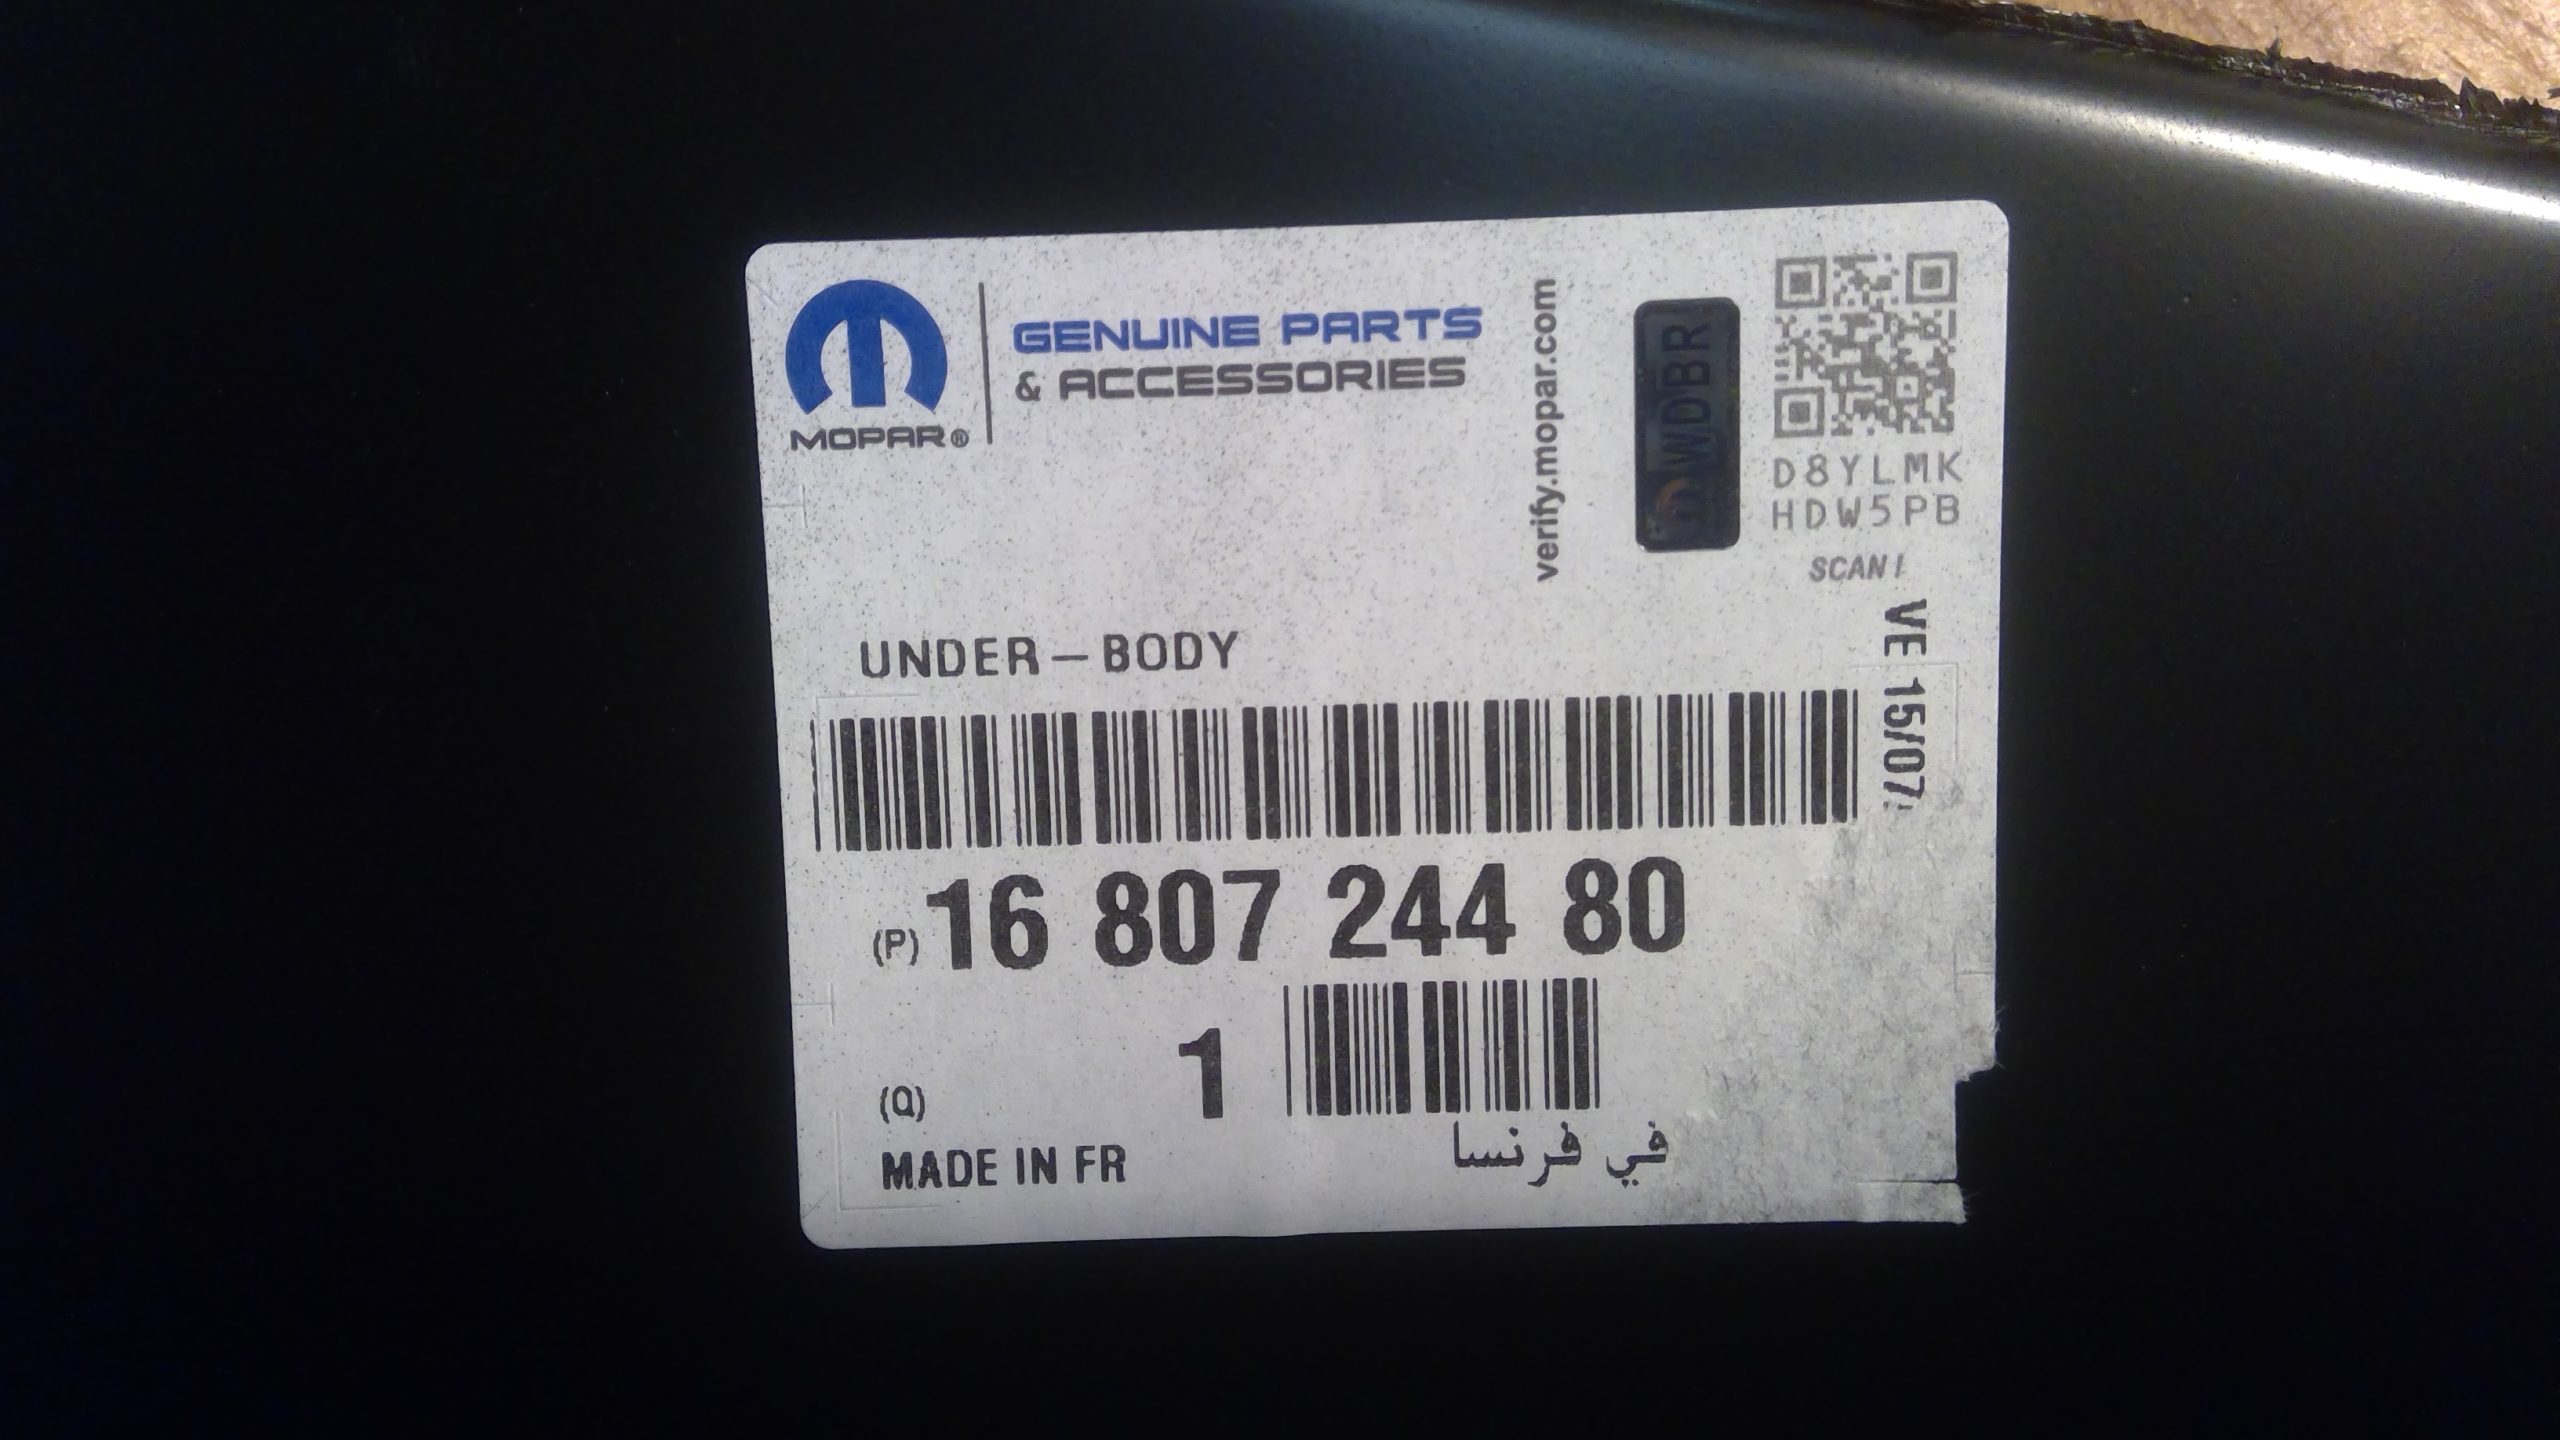 MOPAR®
GENUINE PARTS
& ACCESSORIES
verify.mopar.com
WDBR
D8YLMK
HDW5PB
SCAN
UNDER-BODY
VE 15/07
(P) 16 807 244 80
(Q) 1
MADE IN FR
في فرنسا